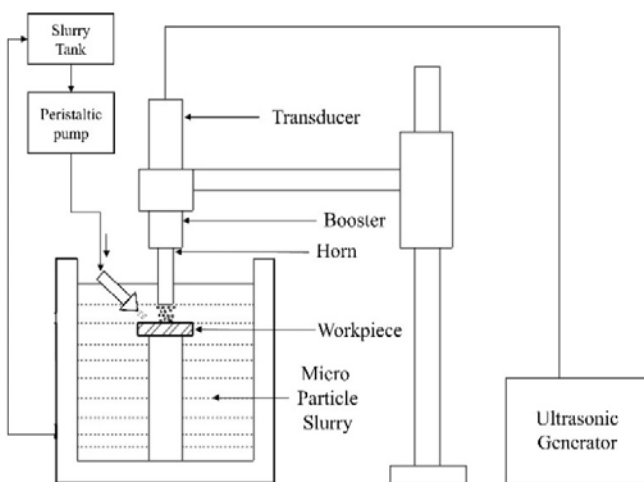 Slurry
Tank
Peristaltic
pump
Transducer
Booster
Horn
Workpiece
Micro
Particle
Slurry
Ultrasonic
Generator